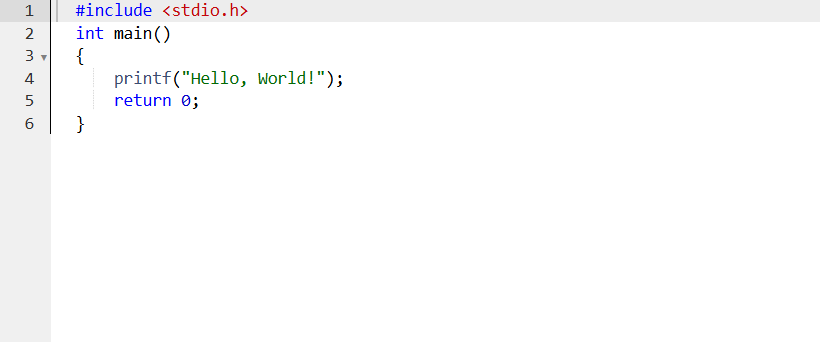 1 #include <stdio.h>
2 int main()
3 {
4 printf("Hello, World!");
5 return 0;
6 }